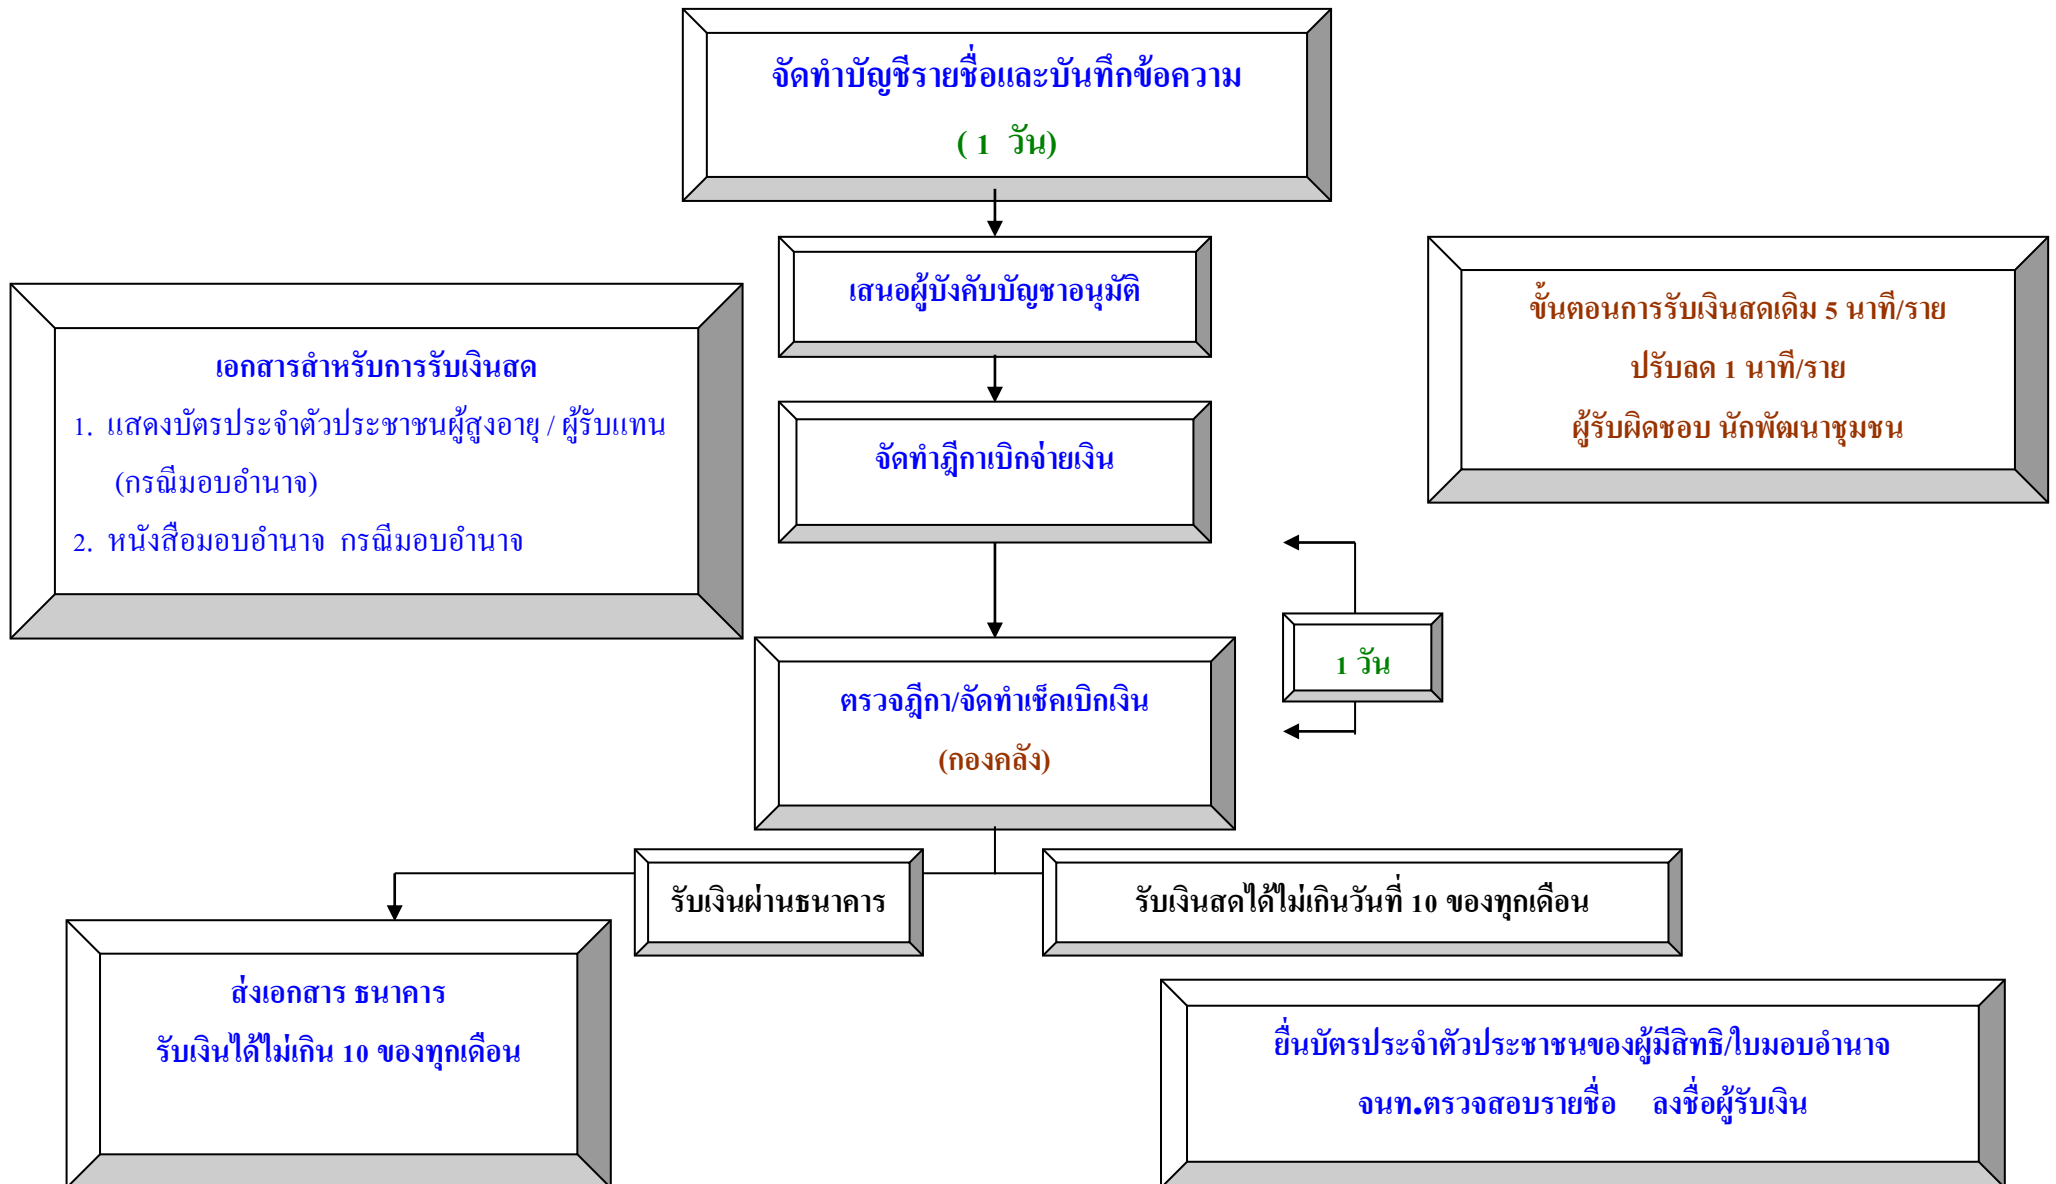 จัดทำบัญชีรายชื่อและบันทึกข้อความ
( 1 วัน)
เสนอผู้บังคับบัญชาอนุมัติ
ขั้นตอนการรับเงินสดเดิม 5 นาที/ราย
ปรับลด 1 นาที/ราย
ผู้รับผิดชอบ นักพัฒนาชุมชน
เอกสารสำหรับการรับเงินสด
1. แสดงบัตรประจำตัวประชาชนผู้สูงอายุ / ผู้รับแทน
(กรณีมอบอำนาจ)
2. หนังสือมอบอำนาจ กรณีมอบอำนาจ
จัดทำฎีกาเบิกจ่ายเงิน
1 วัน
ตรวจฎีกา/จัดทำเช็คเบิกเงิน
(กองคลัง)
รับเงินผ่านธนาคาร
รับเงินสดได้ไม่เกินวันที่ 10 ของทุกเดือน
ส่งเอกสาร ธนาคาร
รับเงินได้ไม่เกิน 10 ของทุกเดือน
ยื่นบัตรประจำตัวประชาชนของผู้มีสิทธิ/ใบมอบอำนาจ
จนท.ตรวจสอบรายชื่อ ลงชื่อผู้รับเงิน